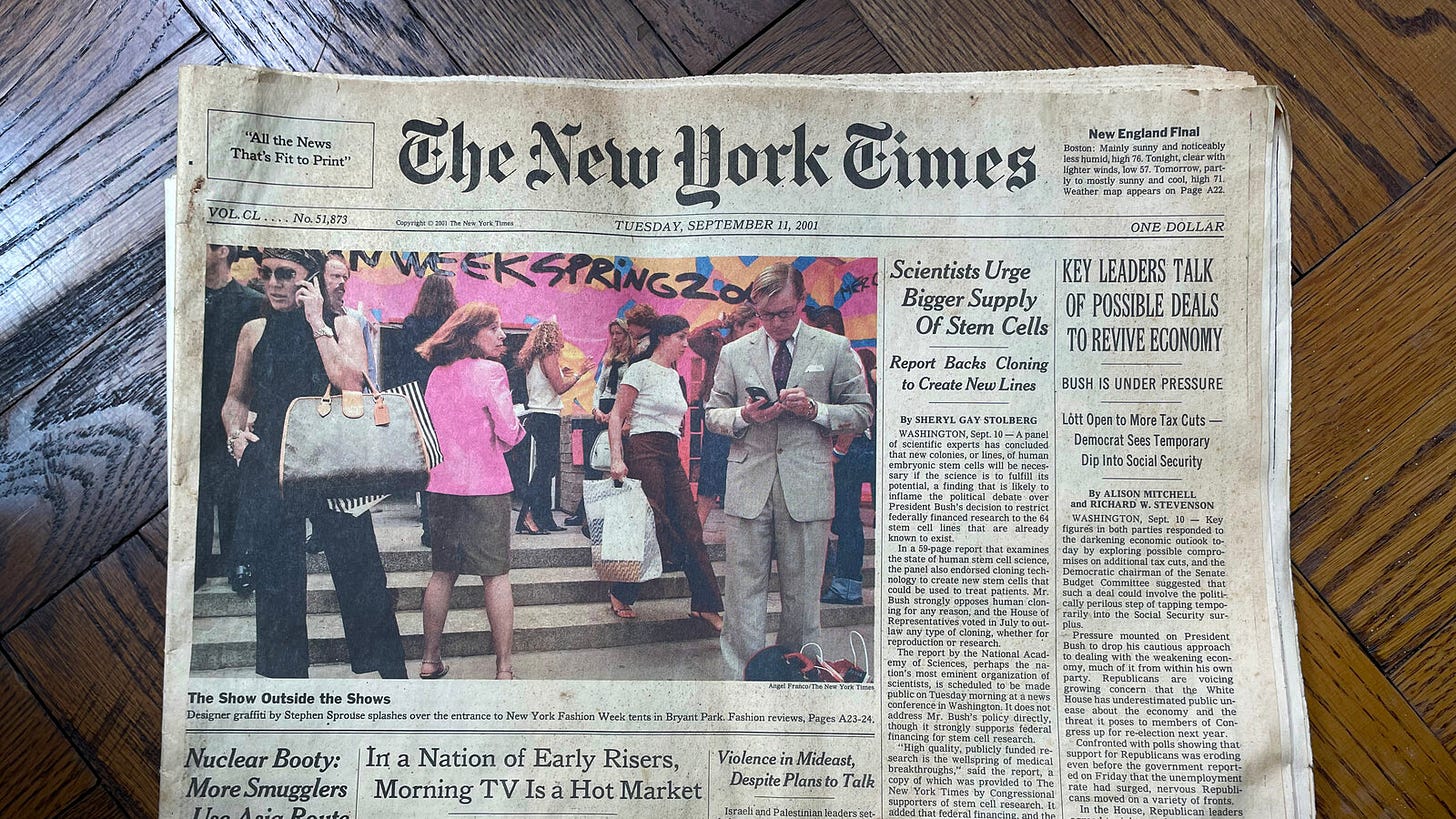 "All the News
That's Fit to Print"
The New York Times
New England Final
Boston: Mainly sunny and noticeably
less humid, high 76. Tonight, clear with
lighter winds, low 57. Tomorrow, part-
ly to mostly sunny and cool, high 71.
Weather map appears on Page A22.
VOL. CL . . . . No. 51,873
Copyright © 2001 The New York Times
TUESDAY, SEPTEMBER 11, 2001
ONE DOLLAR
WEEK SPRING 20
Angel Franco/The New York Times
The Show Outside the Shows
Designer graffiti by Stephen Sprouse splashes over the entrance to New York Fashion Week tents in Bryant Park. Fashion reviews, Pages A23-24.
Nuclear Booty:
More Smugglers
Use Asia Route
In a Nation of Early Risers,
Morning TV Is a Hot Market
Violence in Mideast,
Despite Plans to Talk
Israeli and Palestinian leaders set-
Scientists Urge
Bigger Supply
Of Stem Cells
Report Backs Cloning
to Create New Lines
By SHERYL GAY STOLBERG
WASHINGTON, Sept. 10 — A panel
of scientific experts has concluded
that new colonies, or lines, of human
embryonic stem cells will be neces-
sary if the science is to fulfill its
potential, a finding that is likely to
inflame the political debate over
President Bush's decision to restrict
federally financed research to the 64
stem cell lines that are already
known to exist.
In a 59-page report that examines
the state of human stem cell science,
the panel also endorsed cloning tech-
nology to create new stem cells that
could be used to treat patients. Mr.
Bush strongly opposes human clon-
ing for any reason, and the House of
Representatives voted in July to out-
law any type of cloning, whether for
reproduction or research.
The report by the National Acad-
emy of Sciences, perhaps the na-
tion's most eminent organization of
scientists, is scheduled to be made
public on Tuesday morning at a news
conference in Washington. It does not
address Mr. Bush's policy directly,
though it strongly supports federal
financing for stem cell research.
"High quality, publicly funded re-
search is the wellspring of medical
breakthroughs," said the report, a
copy of which was provided to The
New York Times by Congressional
supporters of stem cell research. It
added that federal financing, and the
KEY LEADERS TALK
OF POSSIBLE DEALS
TO REVIVE ECONOMY
BUSH IS UNDER PRESSURE
Lott Open to More Tax Cuts —
Democrat Sees Temporary
Dip Into Social Security
By ALISON MITCHELL
and RICHARD W. STEVENSON
WASHINGTON, Sept. 10 — Key
figures in both parties responded to
the darkening economic outlook to-
day by exploring possible compro-
mises on additional tax cuts, and the
Democratic chairman of the Senate
Budget Committee suggested that
such a deal could involve the politi-
cally perilous step of tapping tempo-
rarily into the Social Security sur-
plus.
Pressure mounted on President
Bush to drop his cautious approach
to dealing with the weakening econ-
omy, much of it from within his own
party. Republicans are voicing
growing concern that the White
House has underestimated public un-
ease about the economy and the
threat it poses to members of Con-
gress up for re-election next year.
Confronted with polls showing that
support for Republicans was eroding
even before the government report-
ed on Friday that the unemployment
rate had surged, nervous Republi-
cans moved on a variety of fronts.
In the House, Republican leaders